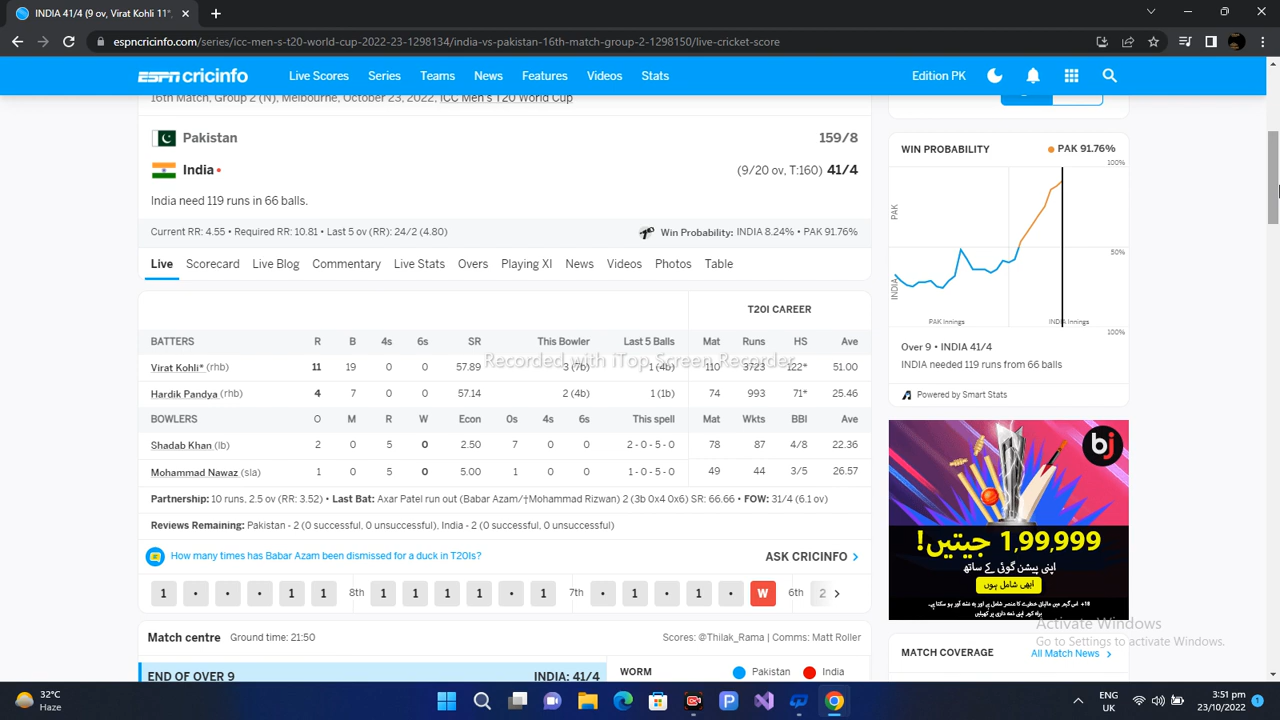 INDIA 41/4 (9 ov, Virat Kohli 11*,
espncricinfo.com/series/icc-men-s-t20-world-cup-2022-23-1298134/india-vs-pakistan-16th-match-group-2-1298150/live-cricket-score
ESPN cricinfo Live Scores Series Teams News Features Videos Stats Edition PK
16th Match, Group 2 (N), Melbourne, October 23, 2022, ICC Men's T20 World Cup
Pakistan 159/8
India (9/20 ov, T:160) 41/4
India need 119 runs in 66 balls.
Current RR: 4.55 • Required RR: 10.81 • Last 5 ov (RR): 24/2 (4.80) Win Probability: INDIA 8.24% • PAK 91.76%
Live Scorecard Live Blog Commentary Live Stats Overs Playing XI News Videos Photos Table
T20I CAREER
BATTERS R B 4s 6s SR This Bowler Last 5 Balls Mat Runs HS Ave
Virat Kohli* (rhb) 11 19 0 0 57.89 3 (7b) 1 (4b) 110 3723 122* 51.00
Recorded with iTop Screen Recorder
Hardik Pandya (rhb) 4 7 0 0 57.14 2 (4b) 1 (1b) 74 993 71* 25.46
BOWLERS O M R W Econ 0s 4s 6s This spell Mat Wkts BBI Ave
Shadab Khan (lb) 2 0 5 0 2.50 7 0 0 2 - 0 - 5 - 0 78 87 4/8 22.36
Mohammad Nawaz (sla) 1 0 5 0 5.00 1 0 0 1 - 0 - 5 - 0 49 44 3/5 26.57
Partnership: 10 runs, 2.5 ov (RR: 3.52) • Last Bat: Axar Patel run out (Babar Azam/†Mohammad Rizwan) 2 (3b 0x4 0x6) SR: 66.66 • FOW: 31/4 (6.1 ov)
Reviews Remaining: Pakistan - 2 (0 successful, 0 unsuccessful), India - 2 (0 successful, 0 unsuccessful)
How many times has Babar Azam been dismissed for a duck in T20Is? ASK CRICINFO
1 • • • 1 1 8th 1 1 1 1 • 1 7th • 1 • 1 • W 6th 2
Match centre Ground time: 21:50 Scores: @Thilak_Rama | Comms: Matt Roller
END OF OVER 9 INDIA: 41/4
WORM Pakistan India
WIN PROBABILITY PAK 91.76%
100%
PAK
50%
INDIA
PAK Innings INDIA Innings
100%
Over 9 • INDIA 41/4
INDIA needed 119 runs from 66 balls
Powered by Smart Stats
bj
1,99,999 جیتیں!
اپنی پیشن گوئی کے ساتھ
ابھی شامل ہوں
MATCH COVERAGE All Match News
Activate Windows
Go to Settings to activate Windows.
32°C
Haze
ENG
UK
3:51 pm
23/10/2022
1